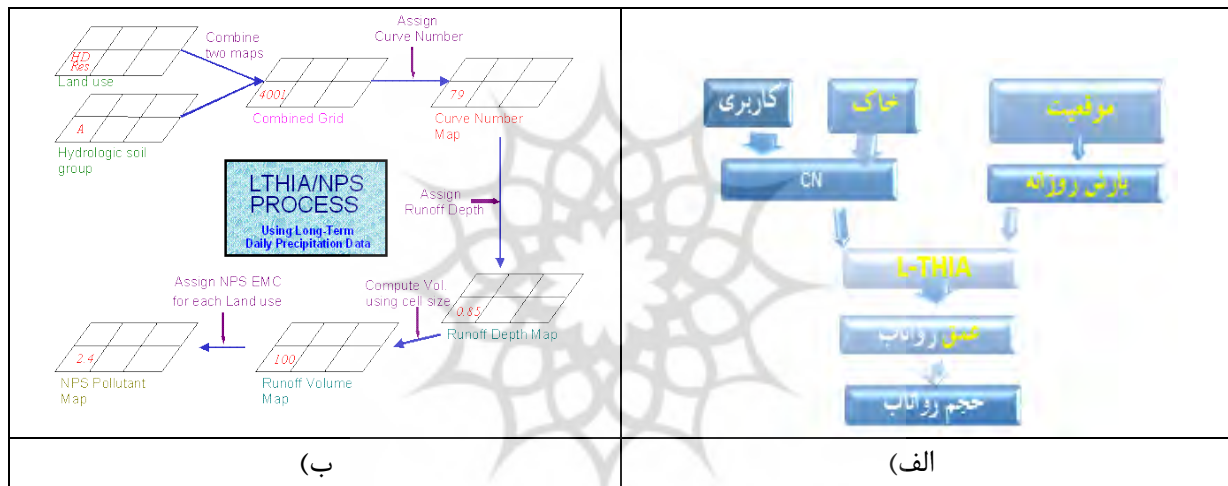 کاربری
خاک
موقعیت
CN
بارش روزانه
L-THIA
عمق رواناب
حجم رواناب
الف)
HD
Res
Land use
A
Hydrologic soil
group
Combine
two maps
4001
Combined Grid
Assign
Curve Number
79
Curve Number
Map
LTHIA/NPS
PROCESS
Using Long-Term
Daily Precipitation Data
Assign
Runoff Depth
0.85
Runoff Depth Map
Compute Vol.
using cell size
100
Runoff Volume
Map
Assign NPS EMC
for each Land use
2.4
NPS Pollutant
Map
ب)